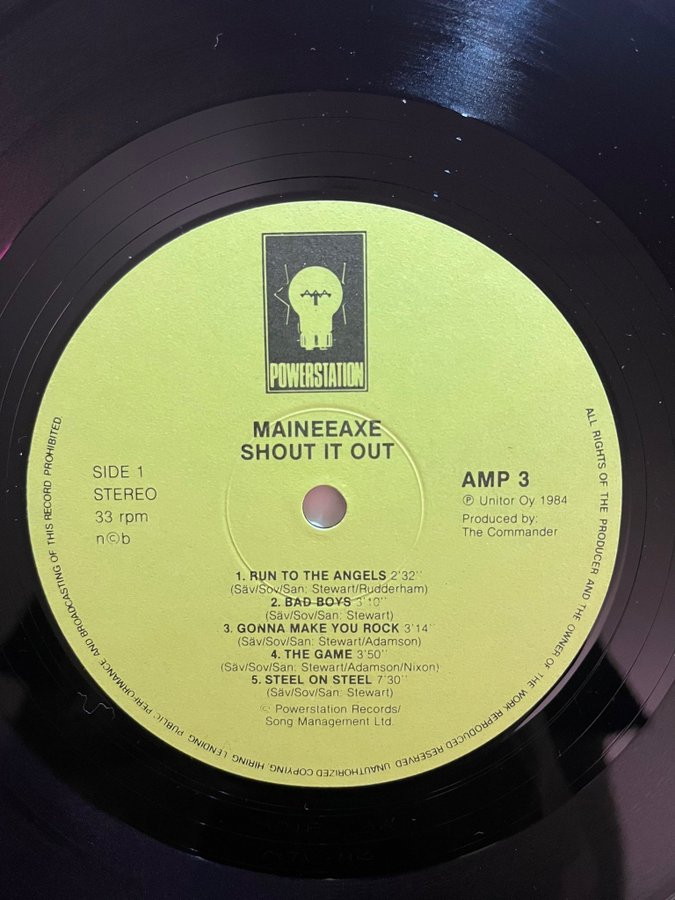 POWERSTATION
MAINEEAXE
SHOUT IT OUT
SIDE 1
STEREO
33 rpm
n©b
AMP 3
℗ Unitor Oy 1984
Produced by:
The Commander
1. RUN TO THE ANGELS 2'32''
(Säv/Sov/San: Stewart/Rudderham)
2. BAD BOYS 3'10''
(Säv/Sov/San: Stewart)
3. GONNA MAKE YOU ROCK 3'14''
(Säv/Sov/San: Stewart/Adamson)
4. THE GAME 3'50''
(Säv/Sov/San: Stewart/Adamson/Nixon)
5. STEEL ON STEEL 7'30''
(Säv/Sov/San: Stewart)
© Powerstation Records/
Song Management Ltd.
ALL RIGHTS OF THE PRODUCER AND THE OWNER OF THE WORK REPRODUCED RESERVED. UNAUTHORIZED COPYING, HIRING, LENDING, PUBLIC PERFORMANCE AND BROADCASTING OF THIS RECORD PROHIBITED